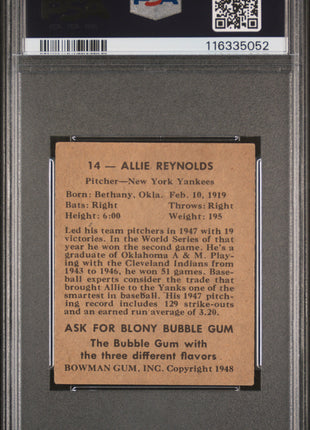 116335052
14 — ALLIE REYNOLDS
Pitcher—New York Yankees
Born: Bethany, Okla. Feb. 10, 1919
Bats: Right Throws: Right
Height: 6:00 Weight: 195
Led his team pitchers in 1947 with 19
victories. In the World Series of that
year he won the second game. He's a
graduate of Oklahoma A & M. Play-
ing with the Cleveland Indians from
1943 to 1946, he won 51 games. Base-
ball experts consider the trade that
brought Allie to the Yanks one of the
smartest in baseball. His 1947 pitch-
ing record includes 129 strike-outs and
an earned run average of 3.20.
ASK FOR BLONY BUBBLE GUM
The Bubble Gum with
the three different flavors
BOWMAN GUM, INC. Copyright 1948